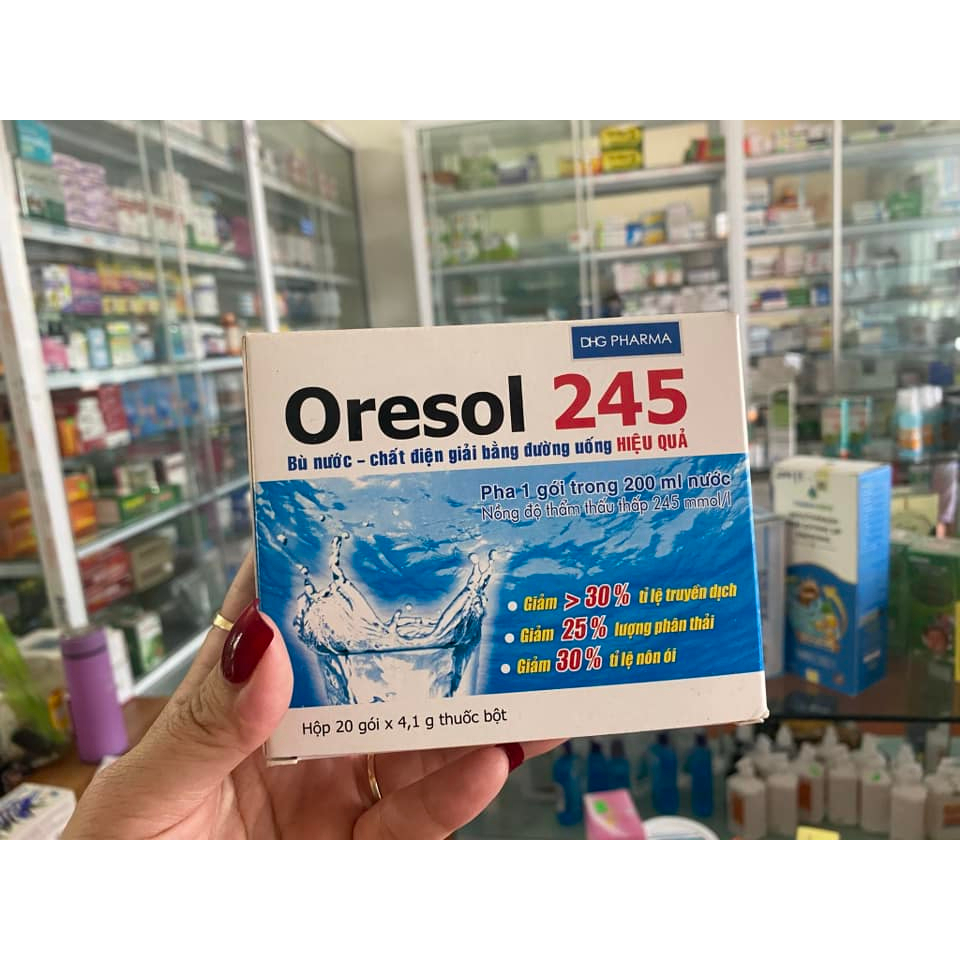 DHG PHARMA
Oresol 245
Bù nước - chất điện giải bằng đường uống HIỆU QUẢ
Pha 1 gói trong 200 ml nước
Nồng độ thẩm thấu thấp 245 mmol/l
• Giảm > 30% tỉ lệ truyền dịch
• Giảm 25% lượng phân thải
• Giảm 30% tỉ lệ nôn ói
Hộp 20 gói x 4,1 g thuốc bột